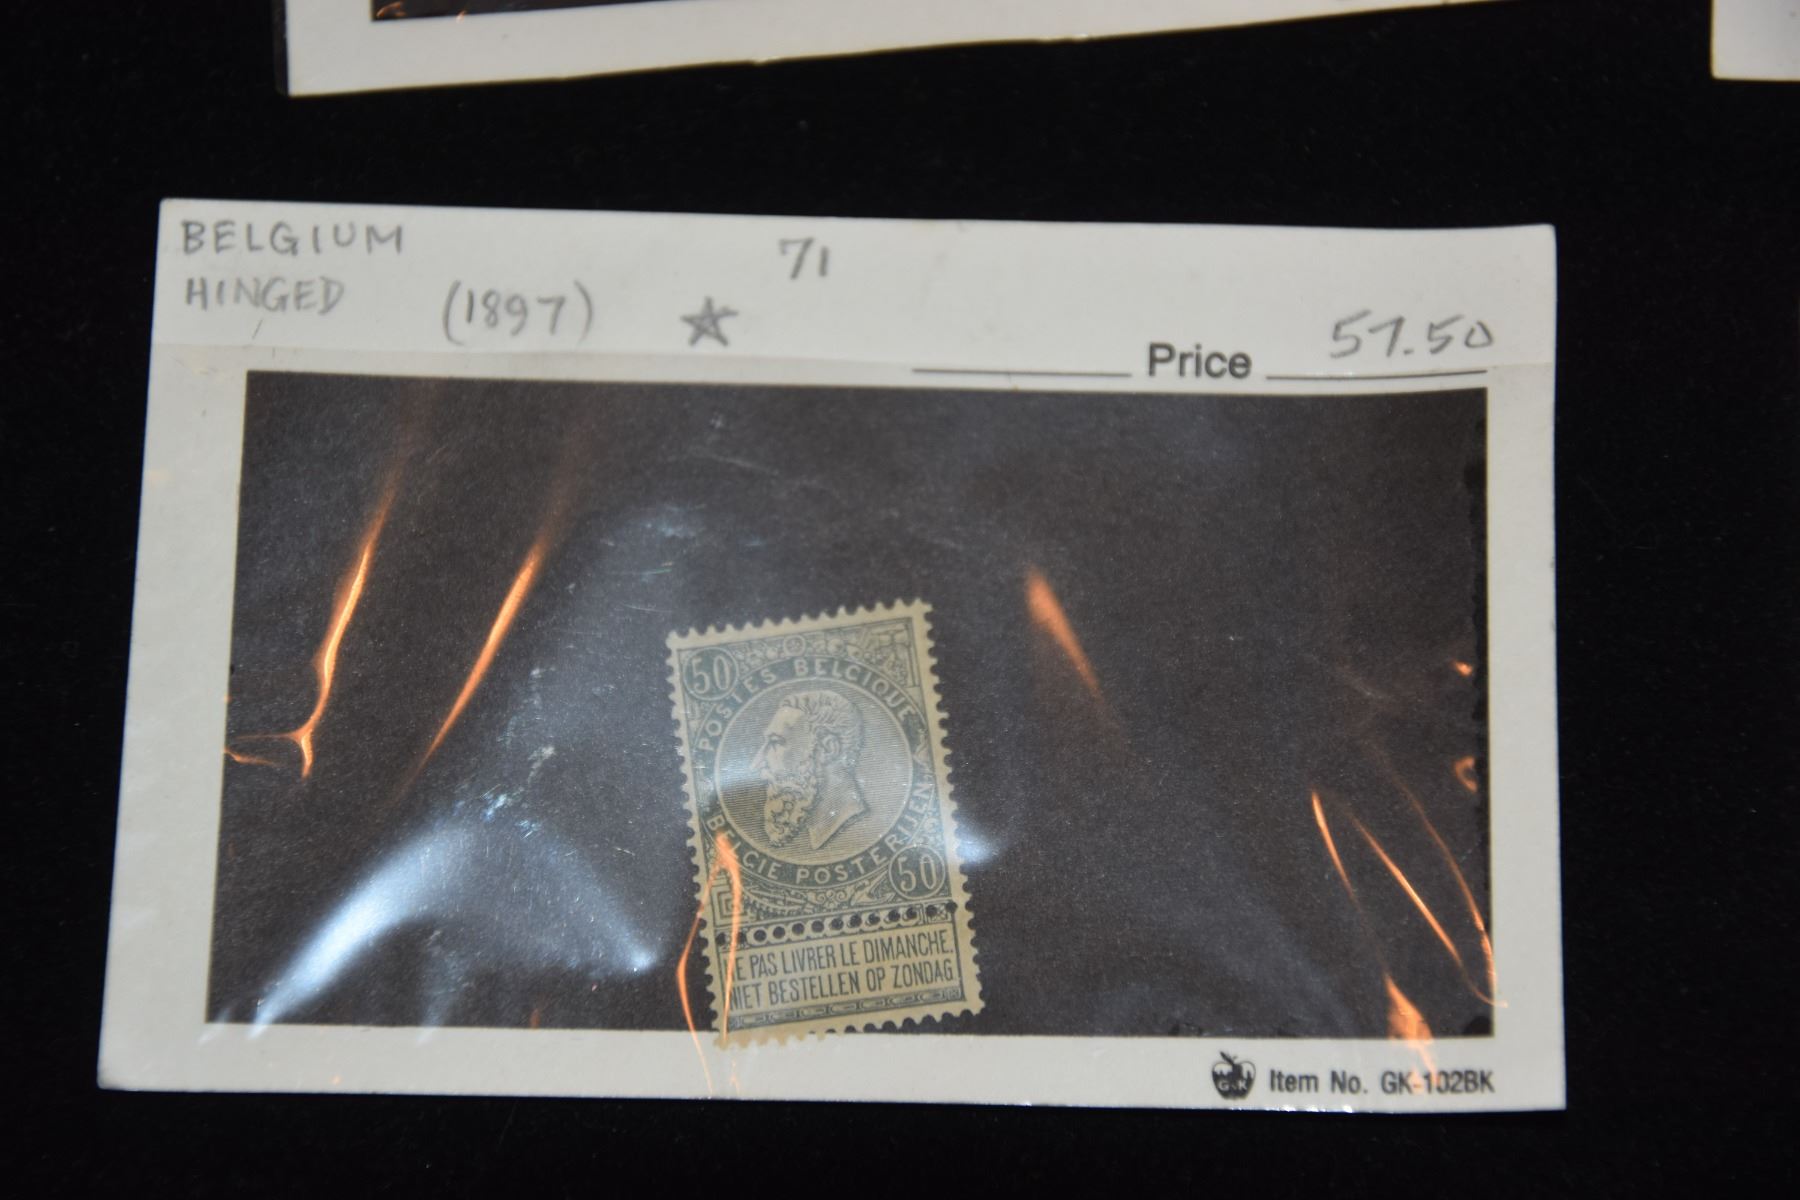 BELGIUM
HINGED
(1897)
71
Price 57.50
50
POSTES BELGIQUE
BELGIE POSTERIJEN
50
NE PAS LIVRER LE DIMANCHE.
NIET BESTELLEN OP ZONDAG
G&K
Item No. GK-102BK